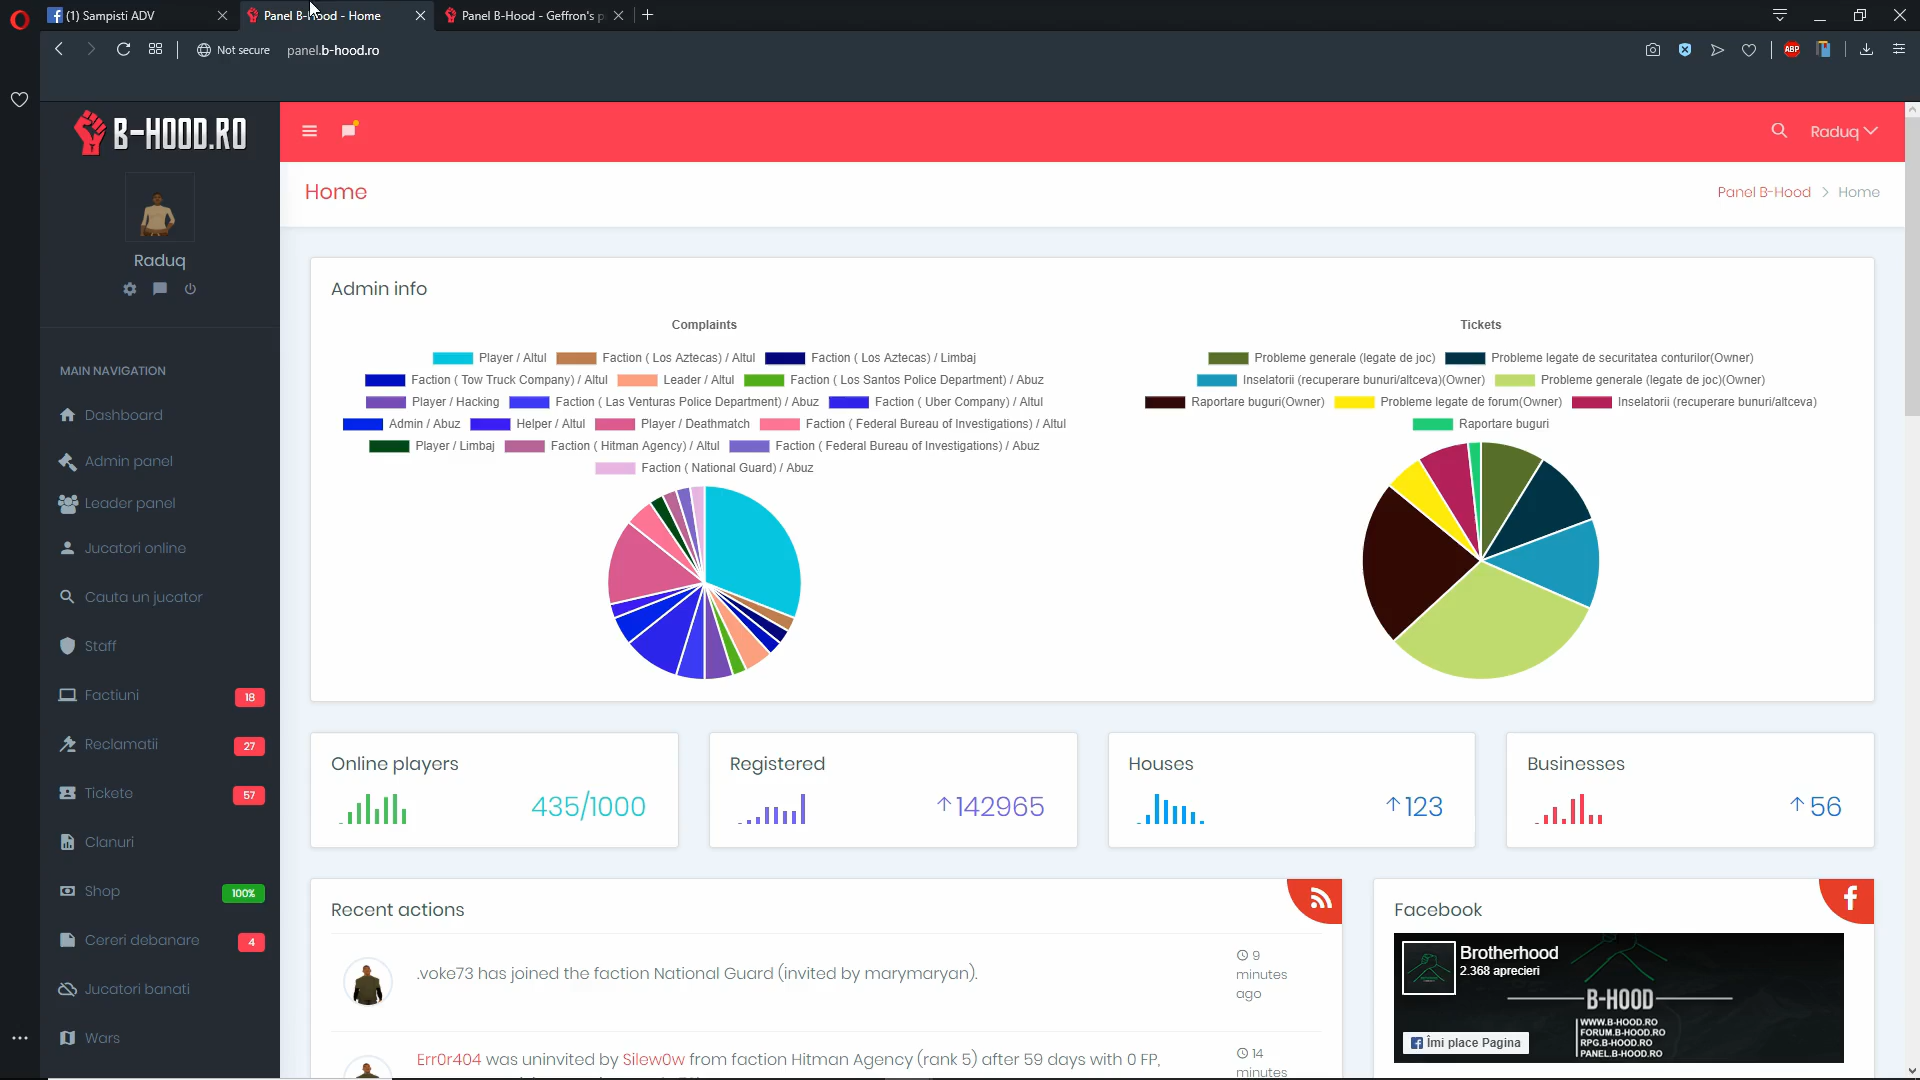 (1) Sampisti ADV
Panel B-Hood - Home
Panel B-Hood - Geffron's p
Not secure
panel.b-hood.ro
ABP
B-HOOD.RO
Raduq
Home
Panel B-Hood > Home
Raduq
MAIN NAVIGATION
Dashboard
Admin panel
Leader panel
Jucatori online
Cauta un jucator
Staff
Factiuni 18
Reclamatii 27
Tickete 57
Clanuri
Shop 100%
Cereri debanare 4
Jucatori banati
Wars
Admin info
Complaints
Player / Altul Faction ( Los Aztecas) / Altul Faction ( Los Aztecas) / Limbaj
Faction ( Tow Truck Company) / Altul Leader / Altul Faction ( Los Santos Police Department) / Abuz
Player / Hacking Faction ( Las Venturas Police Department) / Abuz Faction ( Uber Company) / Altul
Admin / Abuz Helper / Altul Player / Deathmatch Faction ( Federal Bureau of Investigations) / Altul
Player / Limbaj Faction ( Hitman Agency) / Altul Faction ( Federal Bureau of Investigations) / Abuz
Faction ( National Guard) / Abuz
Tickets
Probleme generale (legate de joc) Probleme legate de securitatea conturilor(Owner)
Inselatorii (recuperare bunuri/altceva)(Owner) Probleme generale (legate de joc)(Owner)
Raportare buguri(Owner) Probleme legate de forum(Owner) Inselatorii (recuperare bunuri/altceva)
Raportare buguri
Online players
435/1000
Registered
↑142965
Houses
↑123
Businesses
↑56
Recent actions
.voke73 has joined the faction National Guard (invited by marymaryan).
9
minutes
ago
Err0r404 was uninvited by Silew0w from faction Hitman Agency (rank 5) after 59 days with 0 FP,
14
minutes
Facebook
Brotherhood
2.368 aprecieri
B-HOOD
WWW.B-HOOD.RO
FORUM.B-HOOD.RO
RPG.B-HOOD.RO
PANEL.B-HOOD.RO
Îmi place Pagina